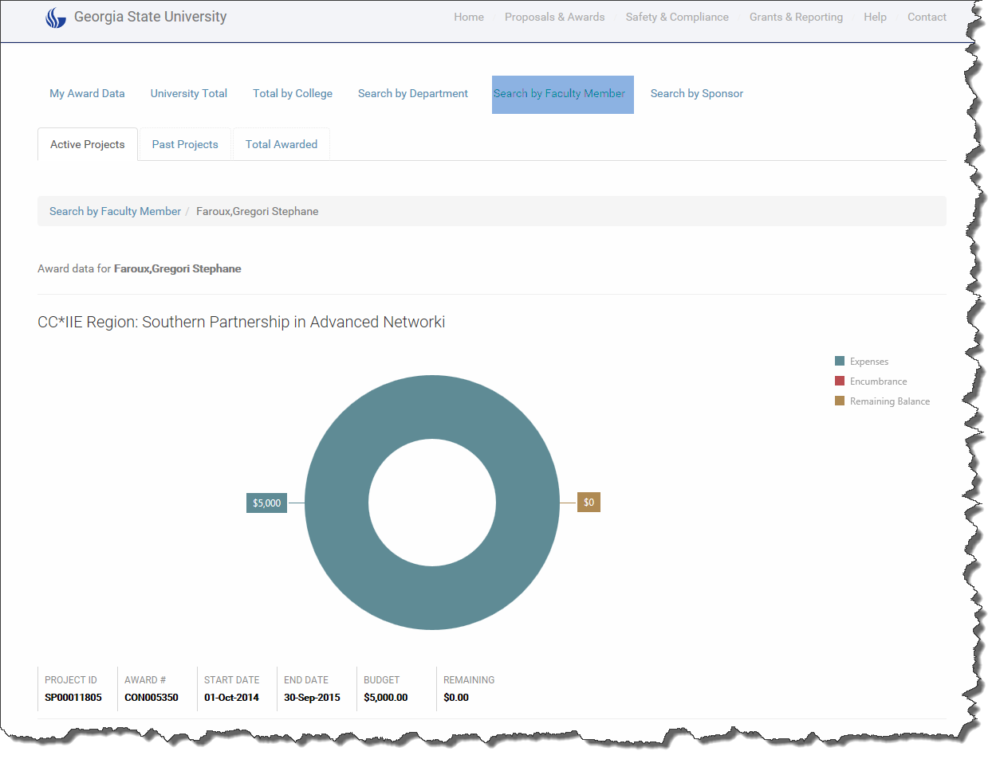 Georgia State University
Home Proposals & Awards Safety & Compliance Grants & Reporting Help Contact
My Award Data University Total Total by College Search by Department Search by Faculty Member Search by Sponsor
Active Projects Past Projects Total Awarded
Search by Faculty Member / Faroux,Gregori Stephane
Award data for Faroux,Gregori Stephane
CC*IIE Region: Southern Partnership in Advanced Networki
Expenses
Encumbrance
Remaining Balance
$5,000 $0
PROJECT ID AWARD # START DATE END DATE BUDGET REMAINING
SP00011805 CON005350 01-Oct-2014 30-Sep-2015 $5,000.00 $0.00